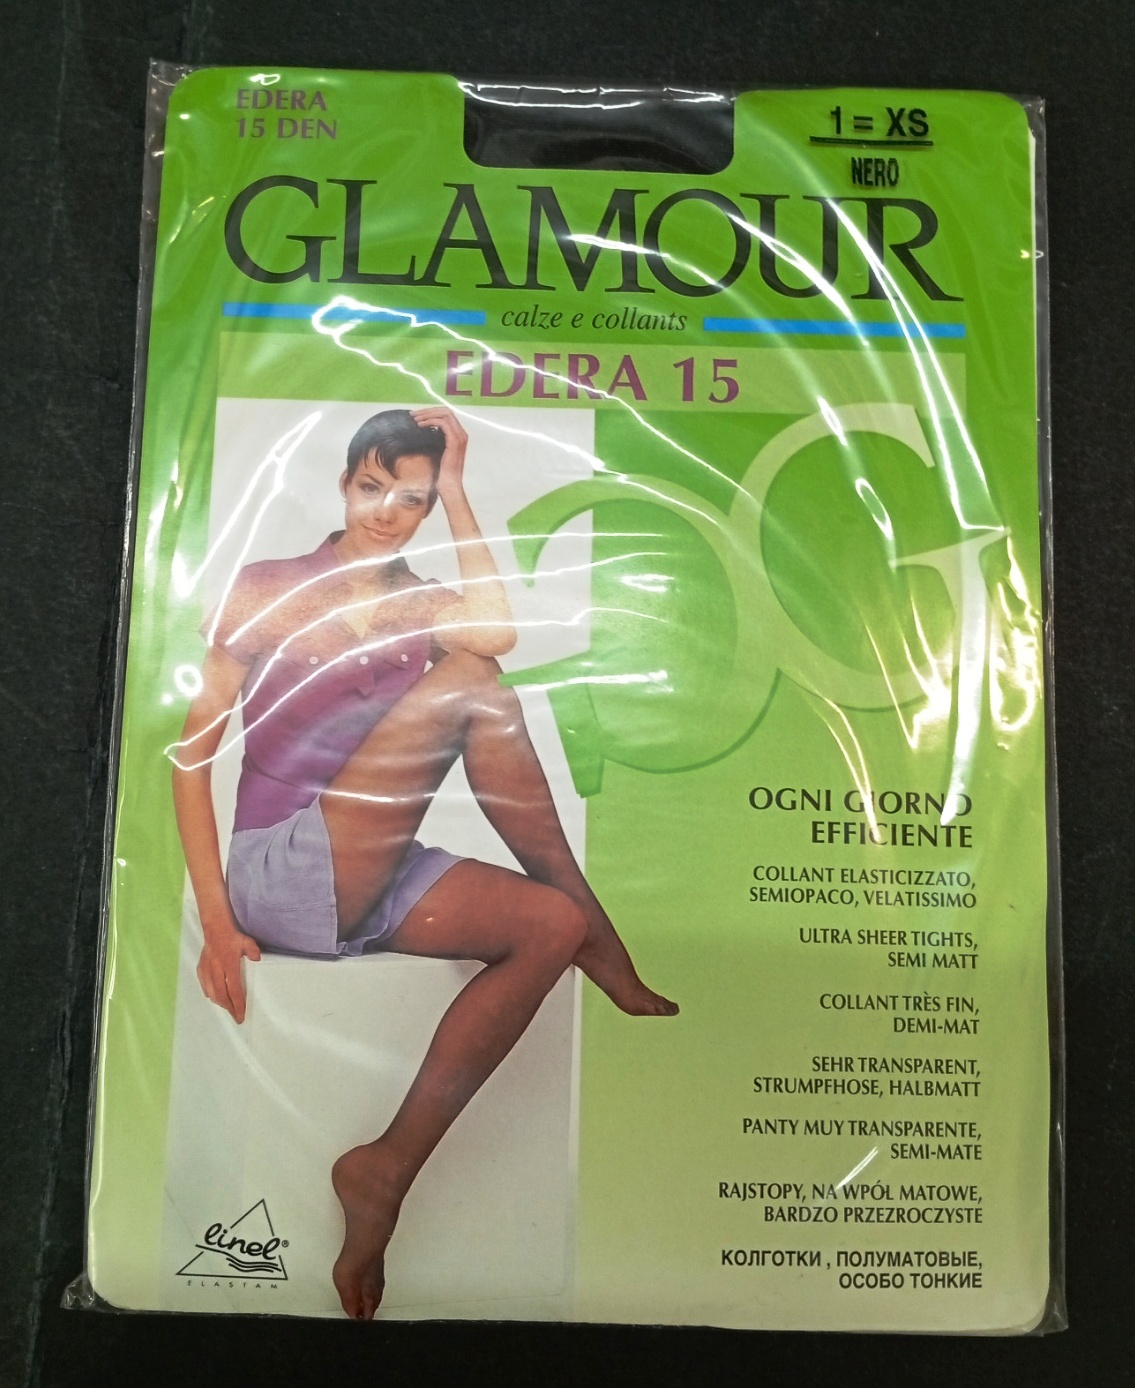 EDERA
15 DEN
1 = XS
NERO
GLAMOUR
calze e collants
EDERA 15
pG
OGNI GIORNO
EFFICIENTE
COLLANT ELASTICIZZATO,
SEMIOPACO, VELATISSIMO
ULTRA SHEER TIGHTS,
SEMI MATT
COLLANT TRÈS FIN,
DEMI-MAT
SEHR TRANSPARENT,
STRUMPFHOSE, HALBMATT
PANTY MUY TRANSPARENTE,
SEMI-MATE
RAJSTOPY, NA WPÓL MATOWE,
BARDZO PRZEZROCZYSTE
КОЛГОТКИ , ПОЛУМАТОВЫЕ,
ОСОБО ТОНКИЕ
linel®
ELASTAM